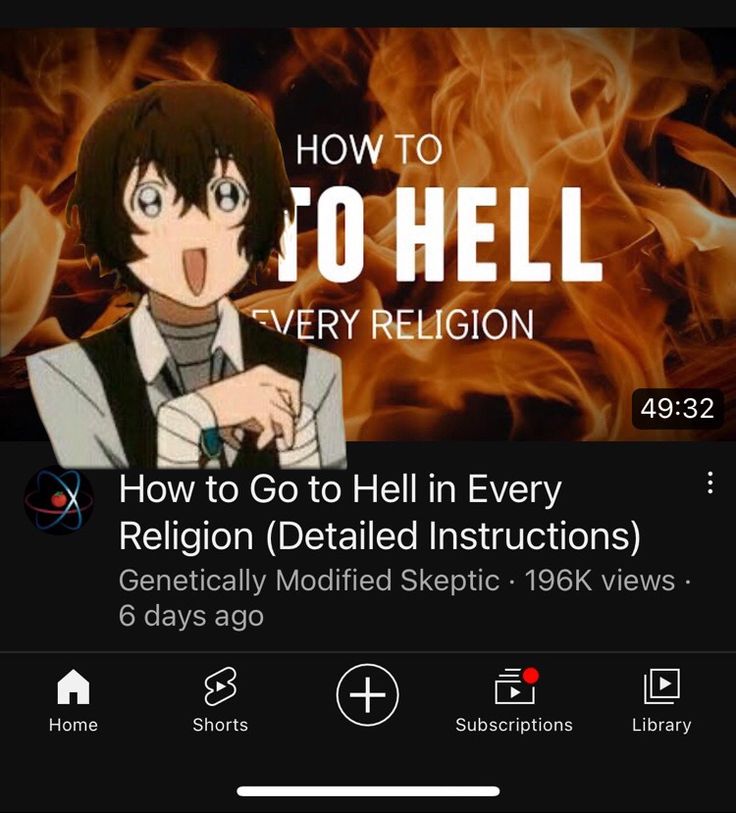 HOW TO
TO HELL
EVERY RELIGION
49:32
How to Go to Hell in Every
Religion (Detailed Instructions)
Genetically Modified Skeptic · 196K views ·
6 days ago
Home
Shorts
Subscriptions
Library